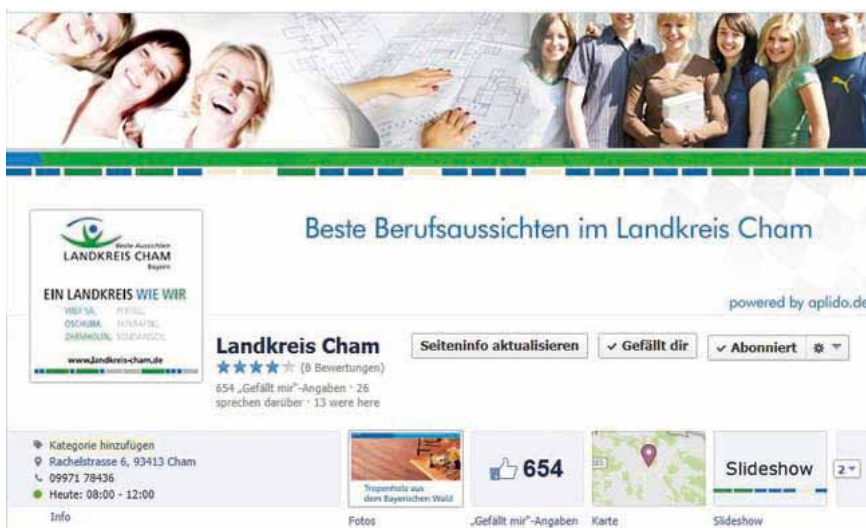 Beste Berufsaussichten im Landkreis Cham
powered by aplido.de
Beste Aussichten
LANDKREIS CHAM
Bayern
EIN LANDKREIS WIE WIR
www.landkreis-cham.de
Landkreis Cham
(8 Bewertungen)
654 „Gefällt mir“-Angaben · 26
sprechen darüber · 13 were here
Seiteninfo aktualisieren
✓ Gefällt dir
✓ Abonniert
Kategorie hinzufügen
Rachelstrasse 6, 93413 Cham
09971 78436
Heute: 08:00 - 12:00
Info
Tropenholz aus
dem Bayerischen Wald
Fotos
654
„Gefällt mir“-Angaben
Karte
Slideshow
Slideshow
2